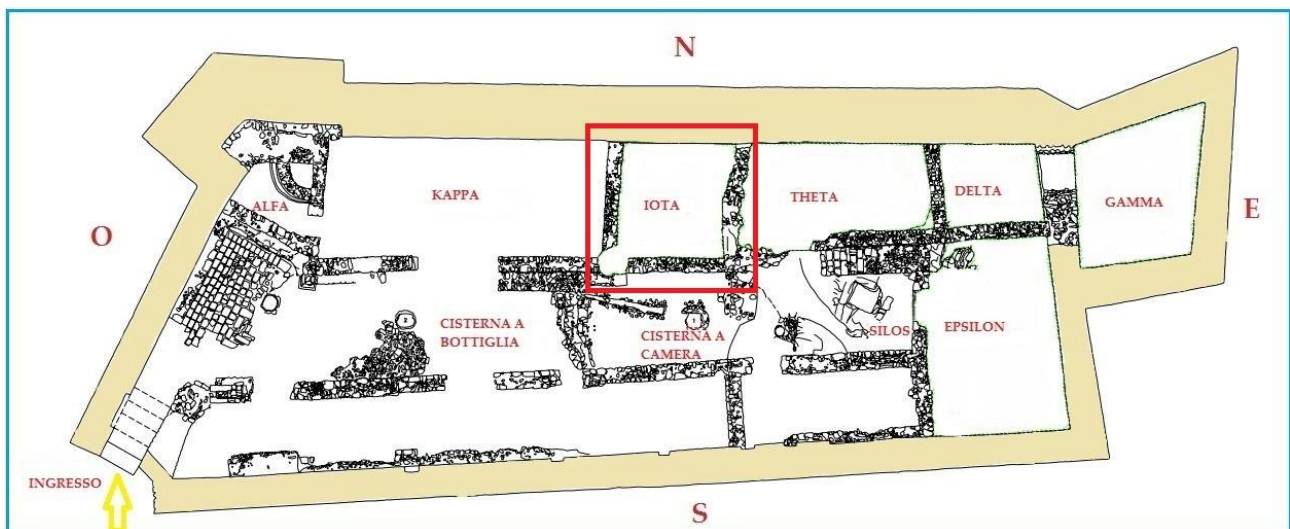 N
KAPPA
IOTA
THETA
DELTA
GAMMA
ALFA
O
E
CISTERNA A
BOTTIGLIA
CISTERNA A
CAMERA
SILOS
EPSILON
INGRESSO
S